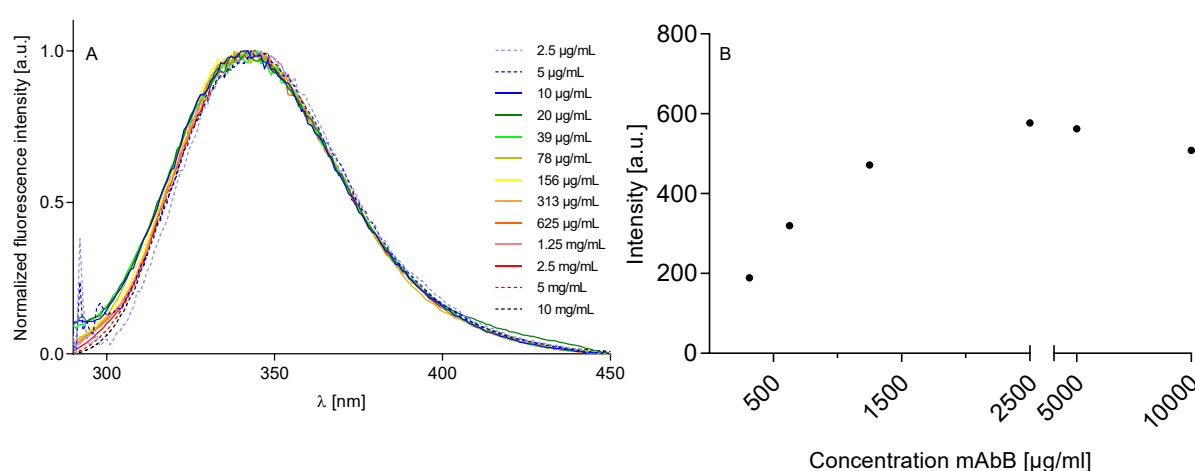 A
Normalized fluorescence intensity [a.u.]
1.0
0.5
0.0
300
350
400
450
λ [nm]
2.5 µg/mL
5 µg/mL
10 µg/mL
20 µg/mL
39 µg/mL
78 µg/mL
156 µg/mL
313 µg/mL
625 µg/mL
1.25 mg/mL
2.5 mg/mL
5 mg/mL
10 mg/mL
B
Intensity [a.u.]
800
600
400
200
0
500
1500
2500
5000
10000
Concentration mAbB [µg/ml]